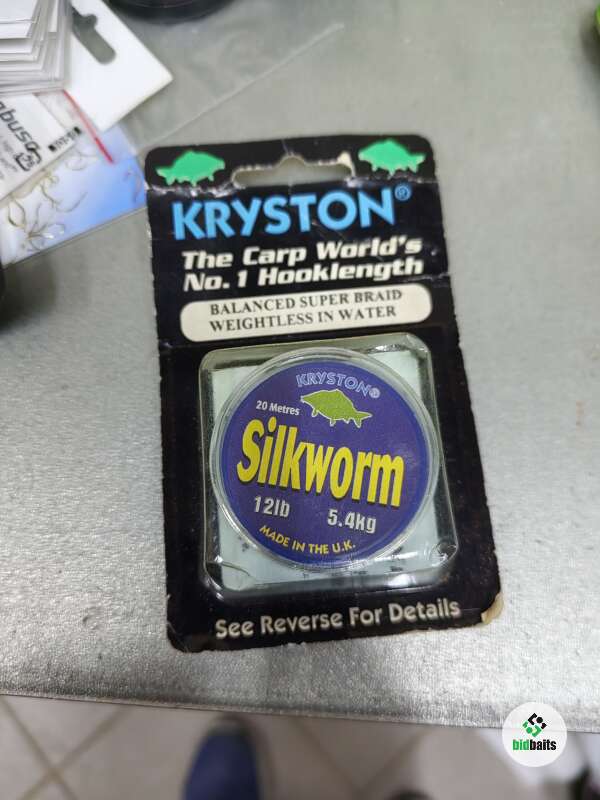 KRYSTON®
The Carp World's
No. 1 Hooklength
BALANCED SUPER BRAID
WEIGHTLESS IN WATER
KRYSTON®
20 Metres
Silkworm
12lb 5.4kg
MADE IN THE U.K.
See Reverse For Details
bidbaits